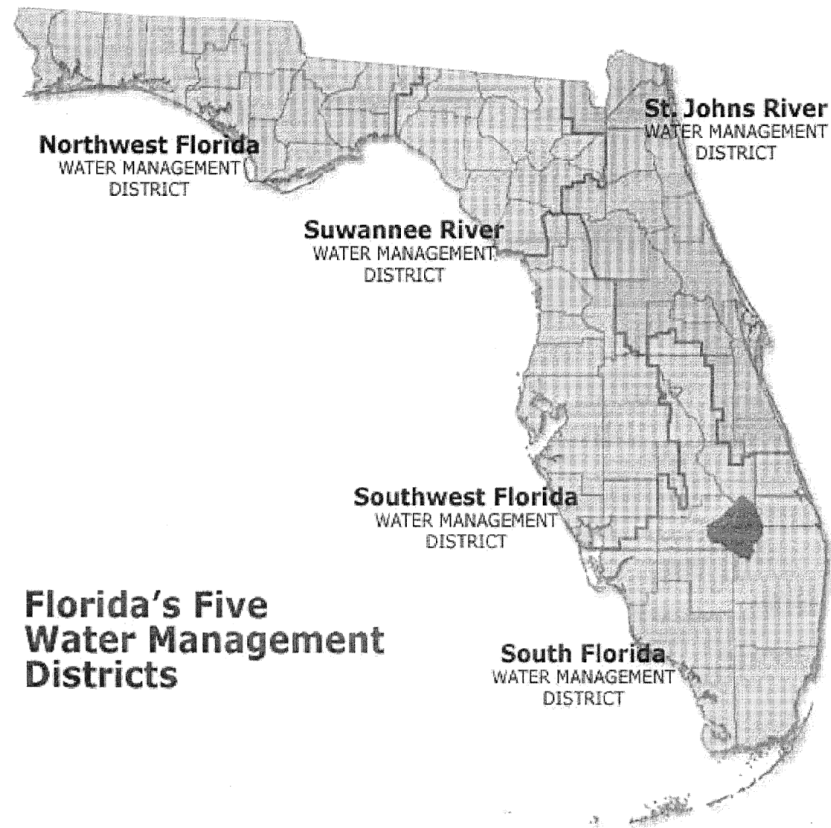 St. Johns River
WATER MANAGEMENT
DISTRICT
Northwest Florida
WATER MANAGEMENT
DISTRICT
Suwannee River
WATER MANAGEMENT
DISTRICT
Southwest Florida
WATER MANAGEMENT
DISTRICT
Florida's Five
Water Management
Districts
South Florida
WATER MANAGEMENT
DISTRICT